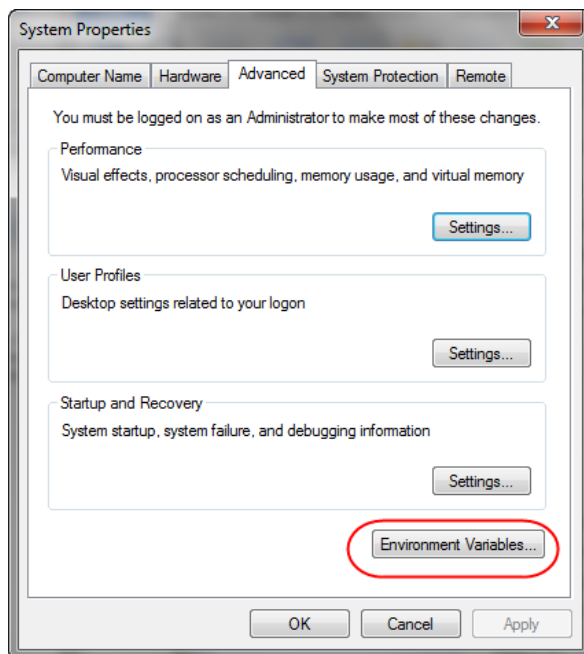 System Properties
Computer Name Hardware Advanced System Protection Remote
You must be logged on as an Administrator to make most of these changes.
Performance
Visual effects, processor scheduling, memory usage, and virtual memory
Settings...
User Profiles
Desktop settings related to your logon
Settings...
Startup and Recovery
System startup, system failure, and debugging information
Settings...
Environment Variables...
OK Cancel Apply